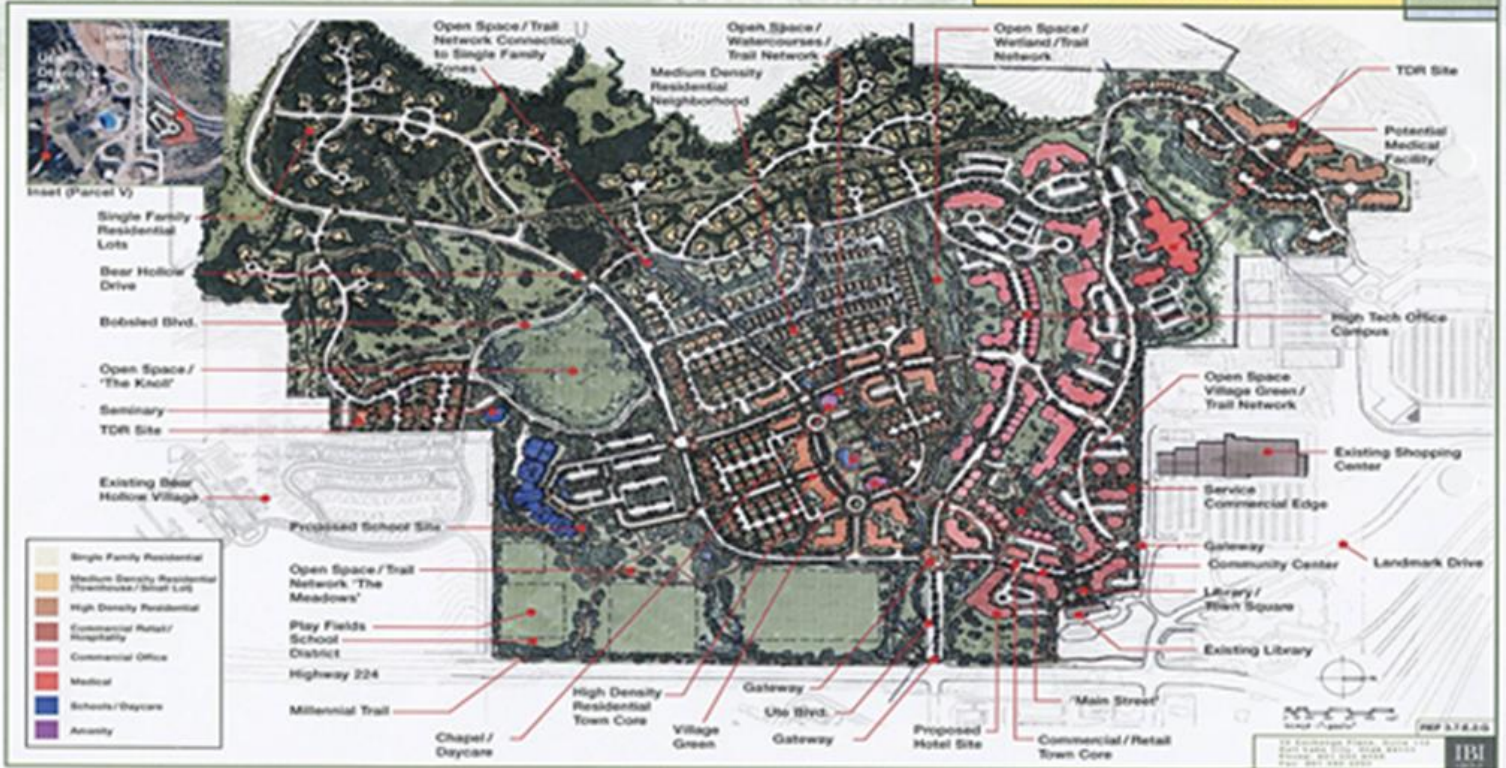 Inset (Parcel V)
Single Family
Residential
Lots
Bear Hollow
Drive
Bobsled Blvd.
Open Space/
'The Knoll'
Seminary
TDR Site
Existing Bear
Hollow Village
Proposed School Site
Open Space/Trail
Network 'The
Meadows'
Play Fields
School
District
Highway 224
Millennial Trail
Chapel/
Daycare
High Density
Residential
Town Core
Village
Green
Gateway
Ute Blvd.
Gateway
Proposed
Hotel Site
'Main Street'
Commercial/Retail
Town Core
Open Space/Trail
Network Connection
to Single Family
Zones
Medium Density
Residential
Neighborhood
Open Space/
Watercourses/
Trail Network
Open Space/
Wetland/Trail
Network
TDR Site
Potential
Medical
Facility
High Tech Office
Campus
Open Space
Village Green/
Trail Network
Existing Shopping
Center
Service
Commercial Edge
Gateway
Community Center
Landmark Drive
Library/
Town Square
Existing Library
Single Family Residential
Medium Density Residential
(Townhouse/Small Lot)
High Density Residential
Commercial Retail/
Hospitality
Commercial Office
Medical
Schools/Daycare
Amenity
IBI